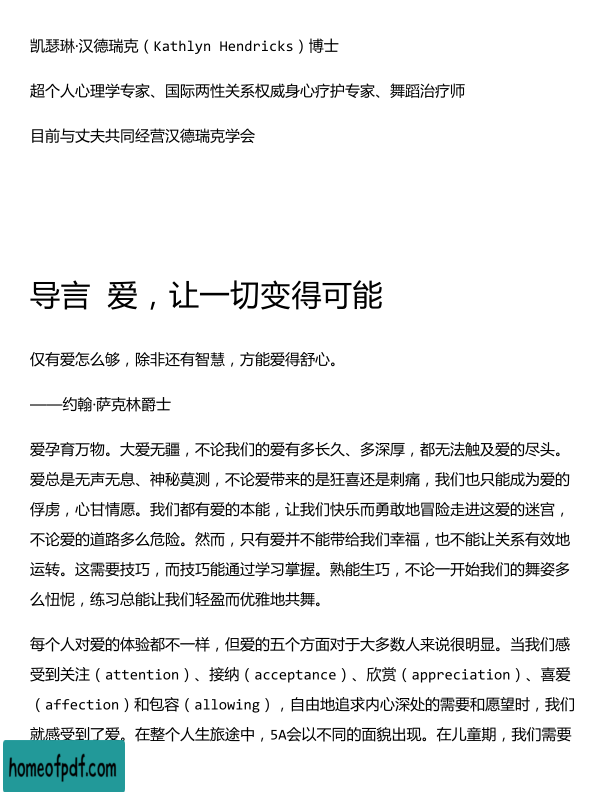 凯瑟琳·汉德瑞克（Kathlyn Hendricks）博士
超个人心理学专家、国际两性关系权威身心疗护专家、舞蹈治疗师
目前与丈夫共同经营汉德瑞克学会
导言 爱，让一切变得可能
仅有爱怎么够，除非还有智慧，方能爱得舒心。
——约翰·萨克林爵士
爱孕育万物。大爱无疆，不论我们的爱有多长久、多深厚，都无法触及爱的尽头。
爱总是无声无息、神秘莫测，不论爱带来的是狂喜还是刺痛，我们也只能成为爱的
俘虏，心甘情愿。我们都有爱的本能，让我们快乐而勇敢地冒险走进这爱的迷宫，
不论爱的道路多么危险。然而，只有爱并不能带给我们幸福，也不能让关系有效地
运转。这需要技巧，而技巧能通过学习掌握。熟能生巧，不论一开始我们的舞姿多
么忸怩，练习总能让我们轻盈而优雅地共舞。
每个人对爱的体验都不一样，但爱的五个方面对于大多数人来说很明显。当我们感
受到关注（attention）、接纳（acceptance）、欣赏（appreciation）、喜爱
（affection）和包容（allowing），自由地追求内心深处的需要和愿望时，我们
就感受到了爱。在整个人生旅途中，5A会以不同的面貌出现。在儿童期，我们需要
homeofpdf.com